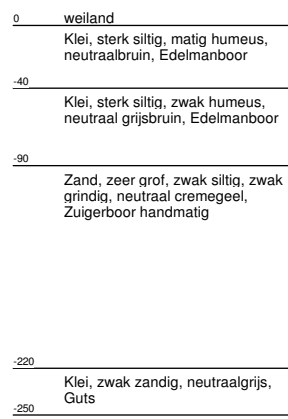 0 weiland
Klei, sterk siltig, matig humeus,
neutraalbruin, Edelmanboor
-40
Klei, sterk siltig, zwak humeus,
neutraal grijsbruin, Edelmanboor
-90
Zand, zeer grof, zwak siltig, zwak
grindig, neutraal cremegeel,
Zuigerboor handmatig
-220
Klei, zwak zandig, neutraalgrijs,
Guts
-250